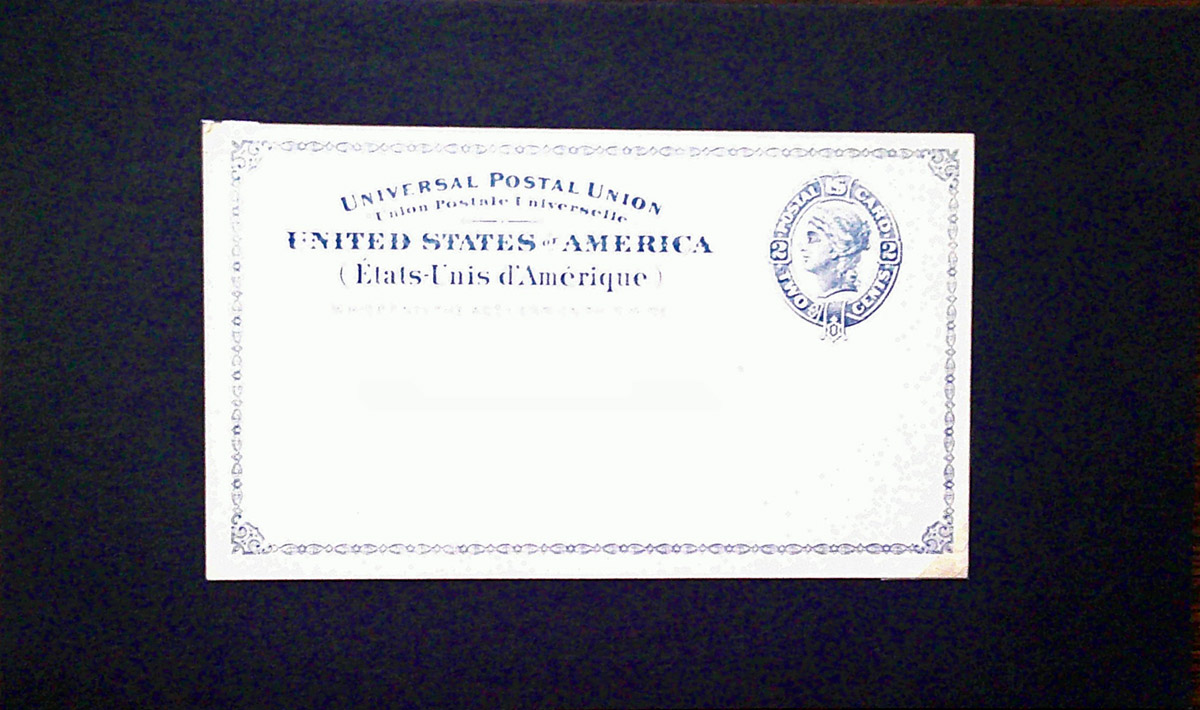 UNIVERSAL POSTAL UNION
Union Postale Universelle
UNITED STATES of AMERICA
(États-Unis d'Amérique)
POSTAL U.S. CARD
2 2
TWO CENTS